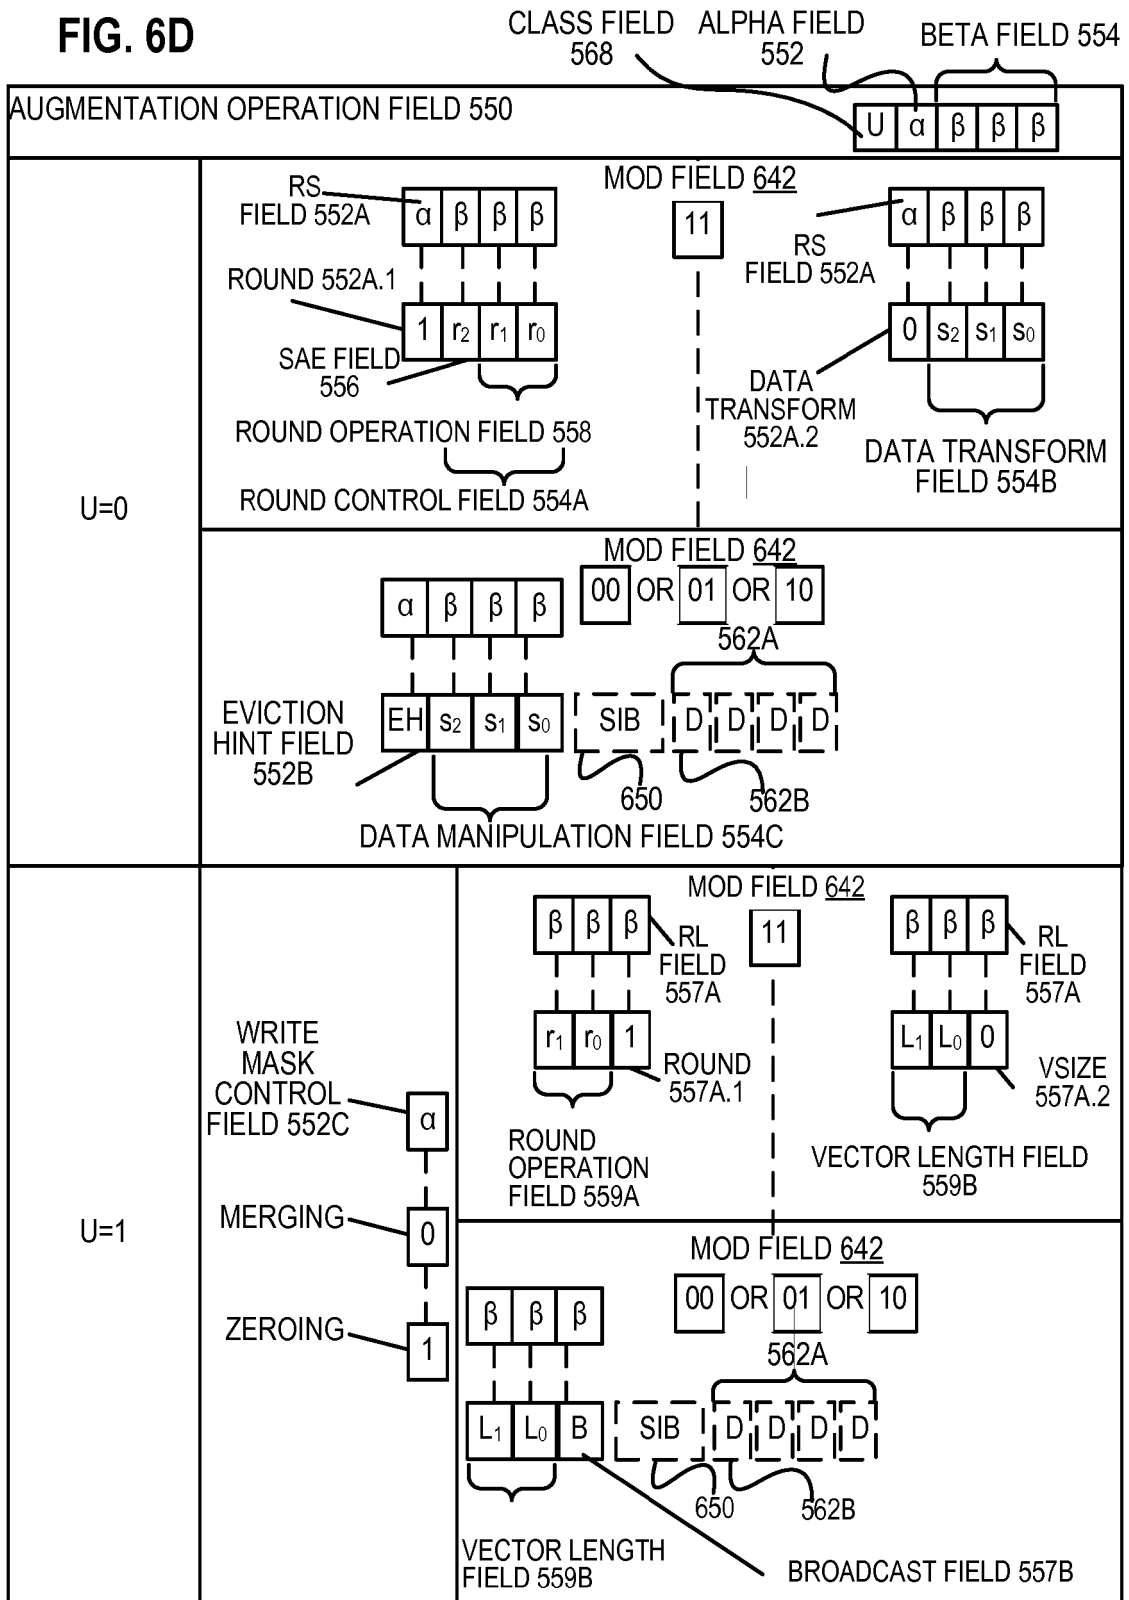 FIG. 6D
CLASS FIELD
568
ALPHA FIELD
552
BETA FIELD 554
AUGMENTATION OPERATION FIELD 550
U α β β β
U=0
RS
FIELD 552A
α β β β
ROUND 552A.1
1 r2 r1 r0
SAE FIELD
556
ROUND OPERATION FIELD 558
ROUND CONTROL FIELD 554A
MOD FIELD 642
11
α β β β
RS
FIELD 552A
0 s2 s1 s0
DATA
TRANSFORM
552A.2
DATA TRANSFORM
FIELD 554B
MOD FIELD 642
00 OR 01 OR 10
α β β β
562A
EVICTION
HINT FIELD
552B
EH s2 s1 s0
SIB D D D D
650
562B
DATA MANIPULATION FIELD 554C
U=1
WRITE
MASK
CONTROL
FIELD 552C
α
MERGING
0
ZEROING
1
MOD FIELD 642
11
β β β
RL
FIELD
557A
r1 r0 1
ROUND
557A.1
ROUND
OPERATION
FIELD 559A
β β β
RL
FIELD
557A
L1 L0 0
VSIZE
557A.2
VECTOR LENGTH FIELD
559B
MOD FIELD 642
00 OR 01 OR 10
β β β
562A
L1 L0 B
SIB D D D D
650
562B
VECTOR LENGTH
FIELD 559B
BROADCAST FIELD 557B